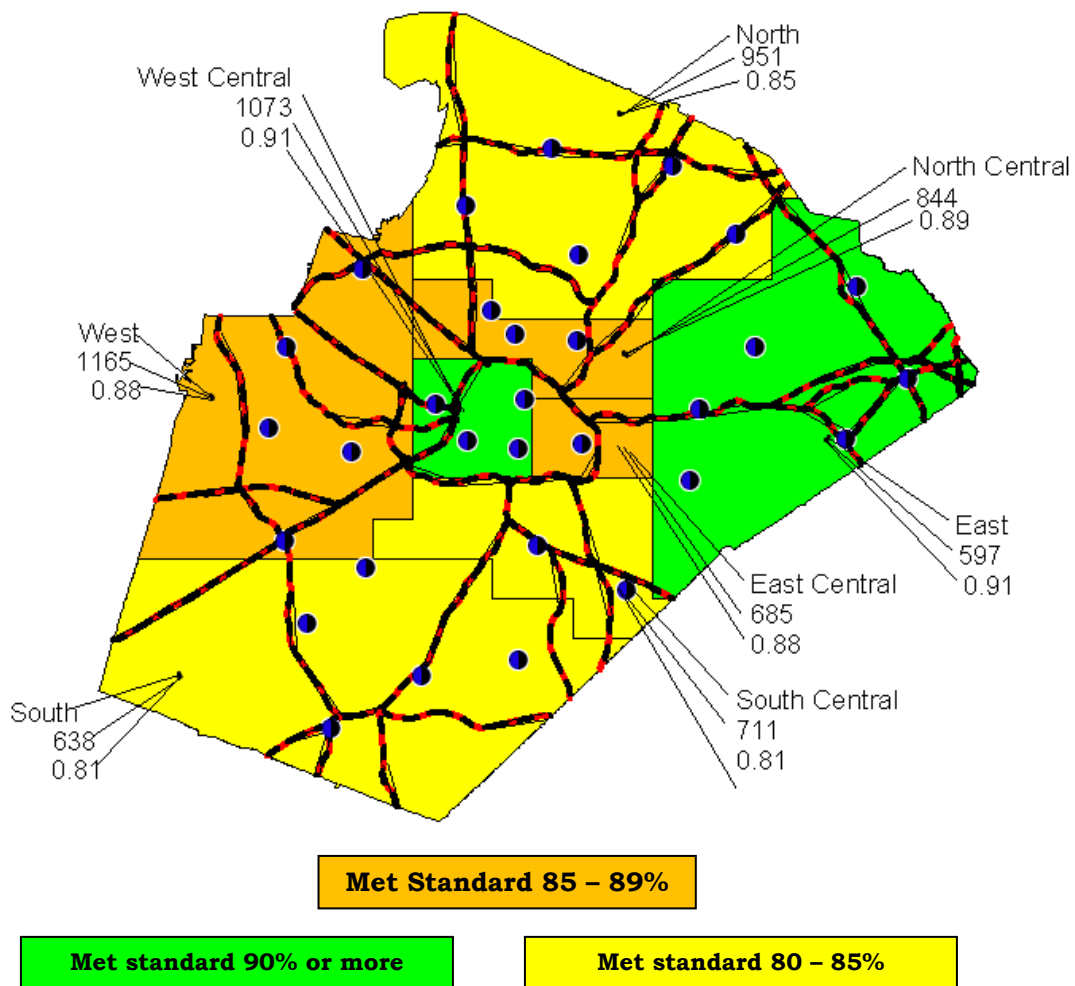 North
951
0.85
West Central
1073
0.91
North Central
844
0.89
West
1165
0.88
East
597
0.91
East Central
685
0.88
South Central
711
0.81
South
638
0.81
Met Standard 85 – 89%
Met standard 90% or more
Met standard 80 – 85%